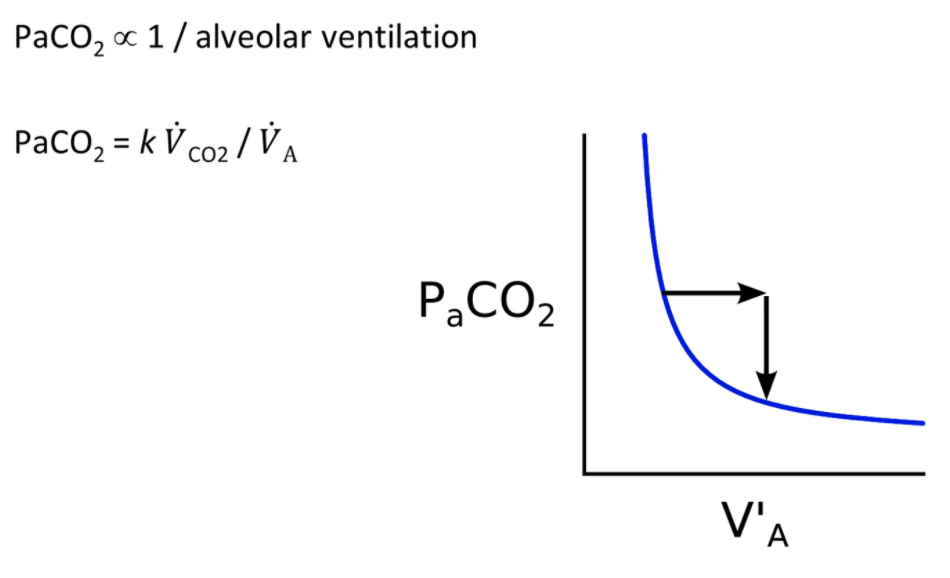 PaCO₂ ∝ 1 / alveolar ventilation
PaCO₂ = k V̇ CO2 / V̇ A
PₐCO₂
V'A